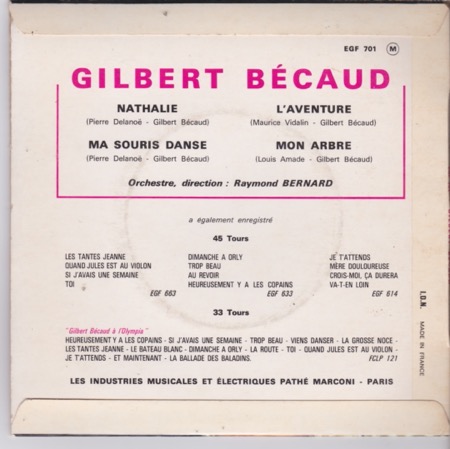 EGF 701 M
GILBERT BÉCAUD
NATHALIE
(Pierre Delanoë - Gilbert Bécaud)
L'AVENTURE
(Maurice Vidalin - Gilbert Bécaud)
MA SOURIS DANSE
(Pierre Delanoë - Gilbert Bécaud)
MON ARBRE
(Louis Amade - Gilbert Bécaud)
Orchestre, direction : Raymond BERNARD
a également enregistré
45 Tours
LES TANTES JEANNE
QUAND JULES EST AU VIOLON
SI J'AVAIS UNE SEMAINE
TOI
EGF 663
DIMANCHE A ORLY
TROP BEAU
AU REVOIR
HEUREUSEMENT Y A LES COPAINS
EGF 633
JE T'ATTENDS
MÈRE DOULOUREUSE
CROIS-MOI, ÇA DURERA
VA-T-EN LOIN
EGF 614
33 Tours
"Gilbert Bécaud à l'Olympia"
HEUREUSEMENT Y A LES COPAINS - SI J'AVAIS UNE SEMAINE - TROP BEAU - VIENS DANSER - LA GROSSE NOCE -
LES TANTES JEANNE - LE BATEAU BLANC - DIMANCHE A ORLY - LA ROUTE - TOI - QUAND JULES EST AU VIOLON -
JE T'ATTENDS - ET MAINTENANT - LA BALLADE DES BALADINS.
FCLP 121
LES INDUSTRIES MUSICALES ET ÉLECTRIQUES PATHÉ MARCONI - PARIS
I.D.N. MADE IN FRANCE